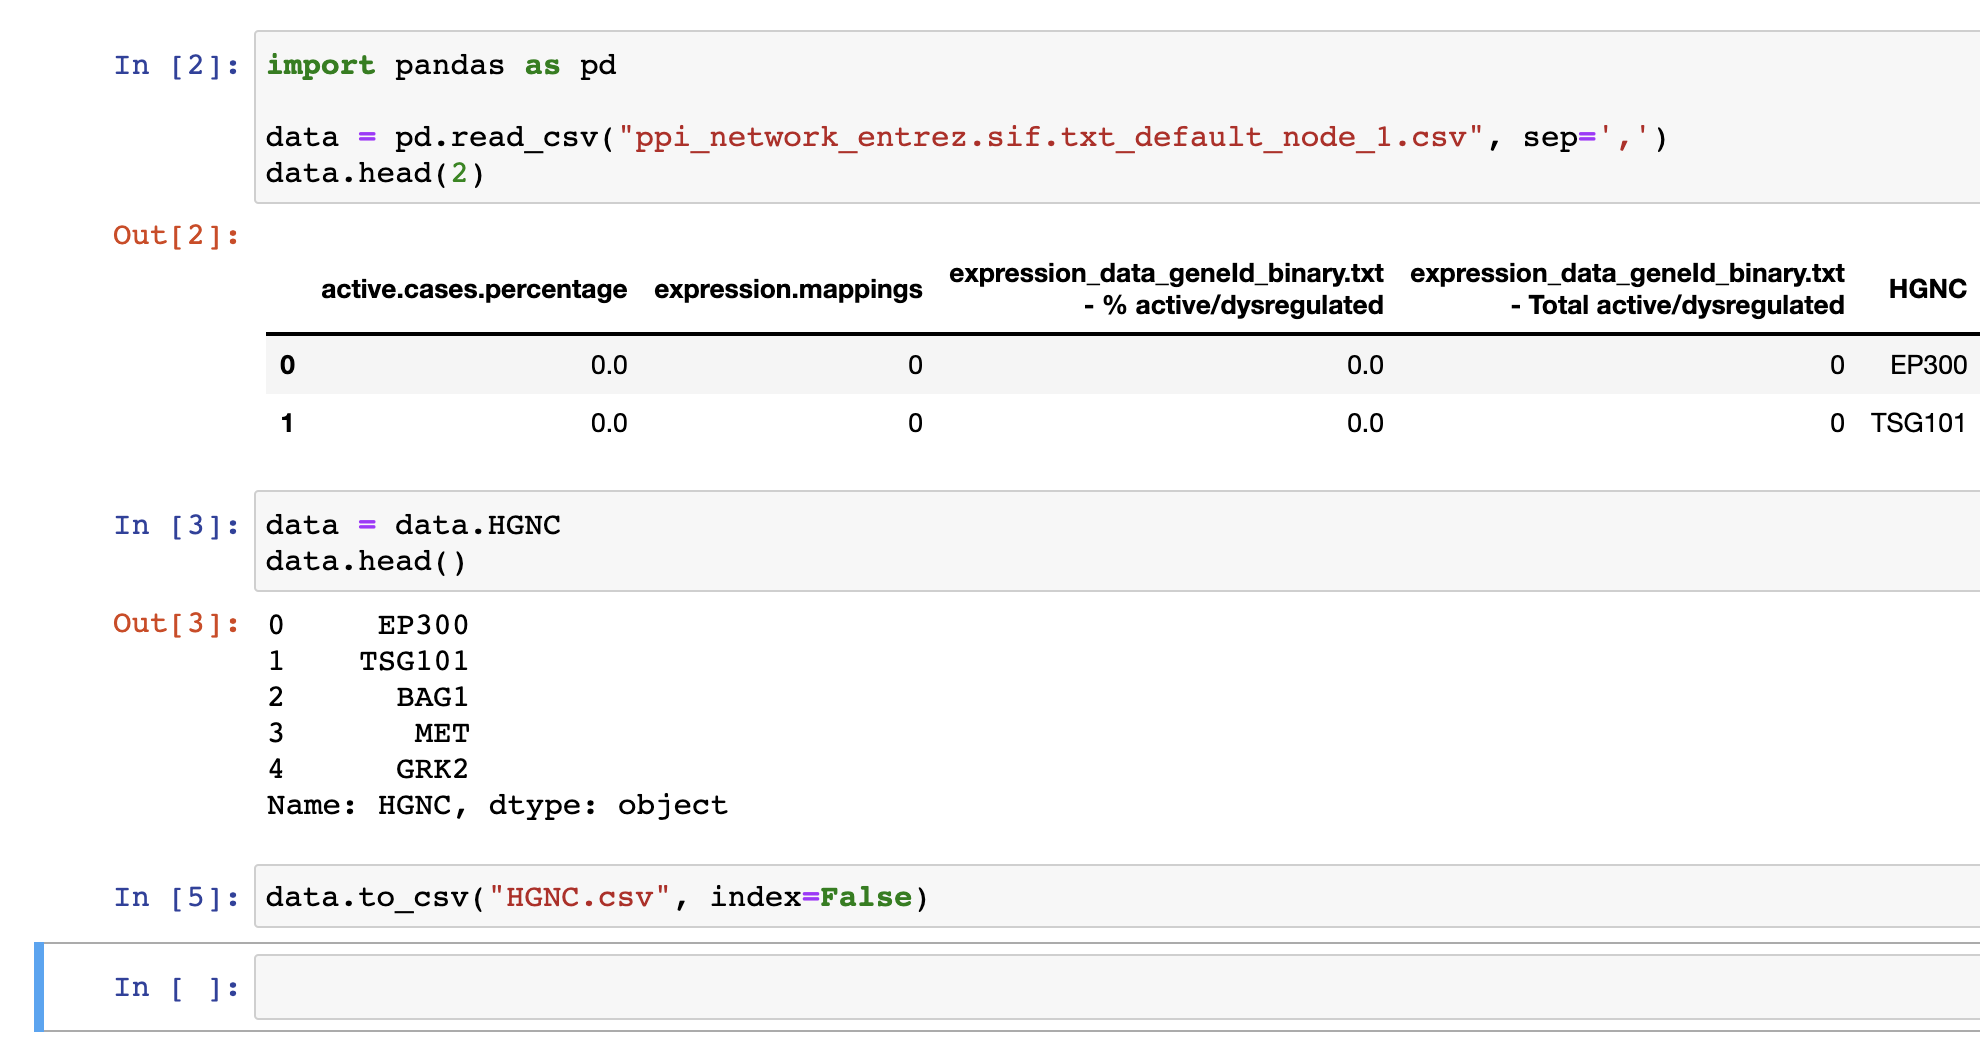 In [2]: import pandas as pd
data = pd.read_csv("ppi_network_entrez.sif.txt_default_node_1.csv", sep=',')
data.head(2)
Out[2]:
active.cases.percentage expression.mappings expression_data_geneId_binary.txt - % active/dysregulated expression_data_geneId_binary.txt - Total active/dysregulated HGNC
0 0.0 0 0.0 0 EP300
1 0.0 0 0.0 0 TSG101
In [3]: data = data.HGNC
data.head()
Out[3]: 0 EP300
1 TSG101
2 BAG1
3 MET
4 GRK2
Name: HGNC, dtype: object
In [5]: data.to_csv("HGNC.csv", index=False)
In [ ]: